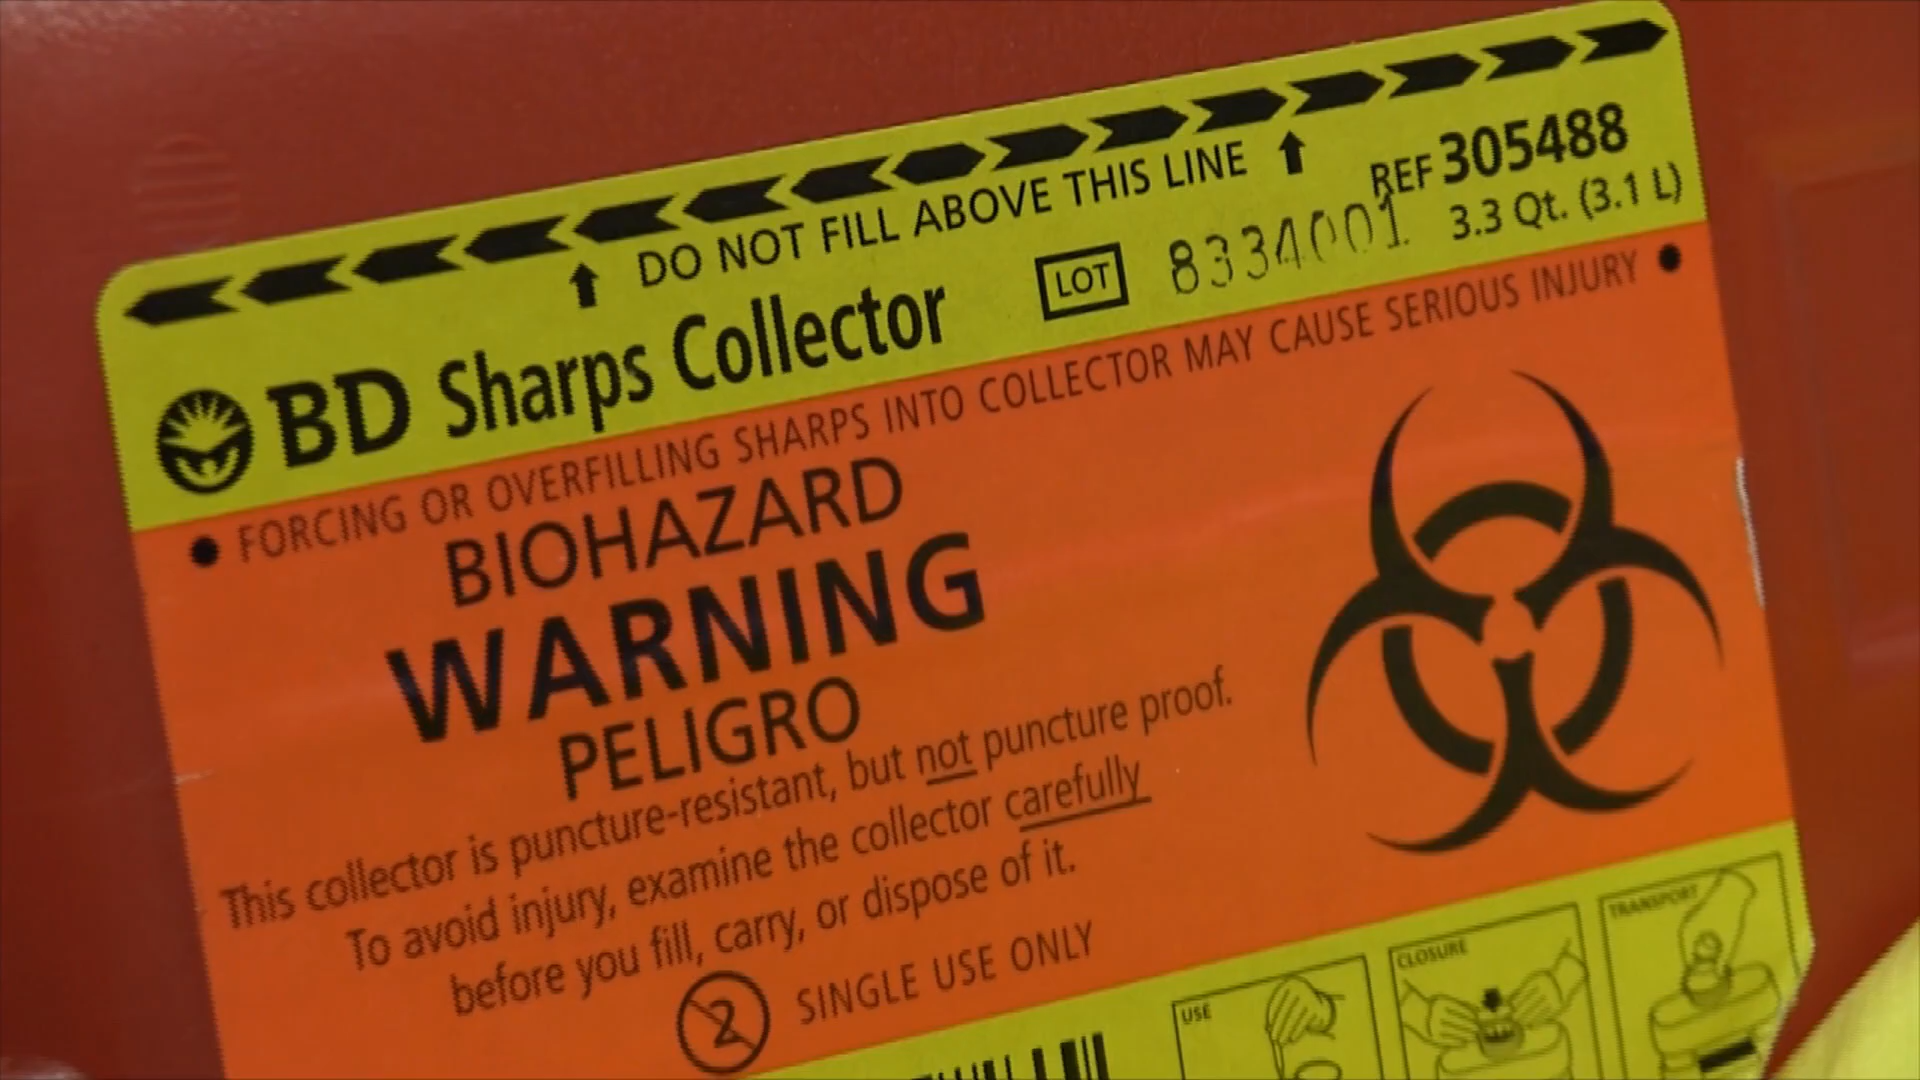 DO NOT FILL ABOVE THIS LINE
REF 305488
BD Sharps Collector
LOT 8334001
3.3 Qt. (3.1 L)
• FORCING OR OVERFILLING SHARPS INTO COLLECTOR MAY CAUSE SERIOUS INJURY •
BIOHAZARD
WARNING
PELIGRO
This collector is puncture-resistant, but not puncture proof.
To avoid injury, examine the collector carefully
before you fill, carry, or dispose of it.
2 SINGLE USE ONLY
USE
CLOSURE
TRANSPORT